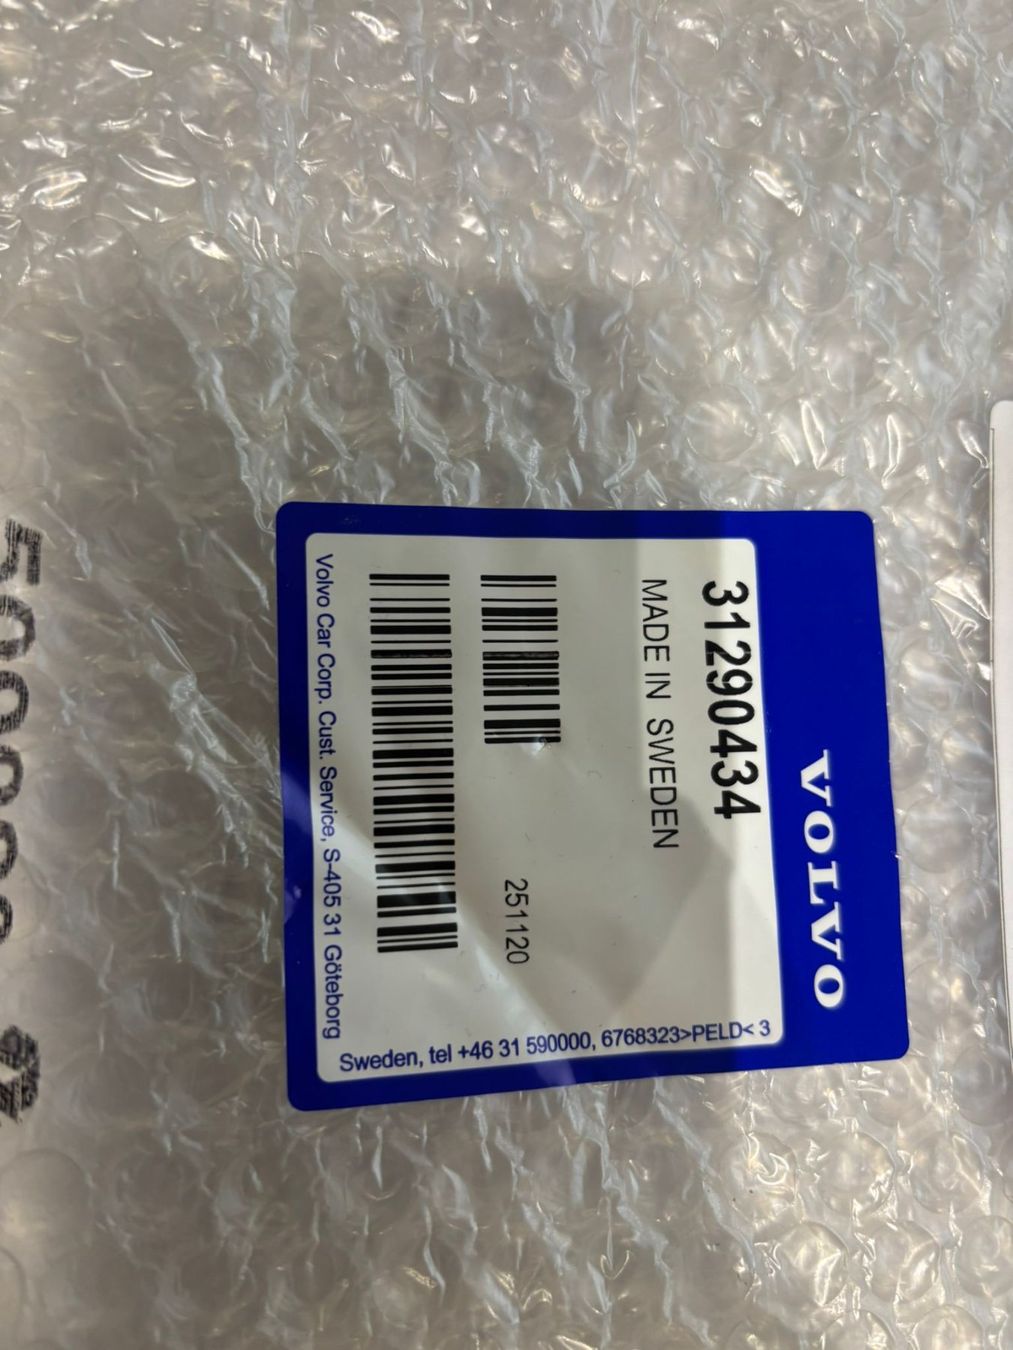 VOLVO
31290434
MADE IN SWEDEN
251120
Volvo Car Corp. Cust. Service, S-405 31 Göteborg
Sweden, tel +46 31 590000, 6768323>PELD< 3